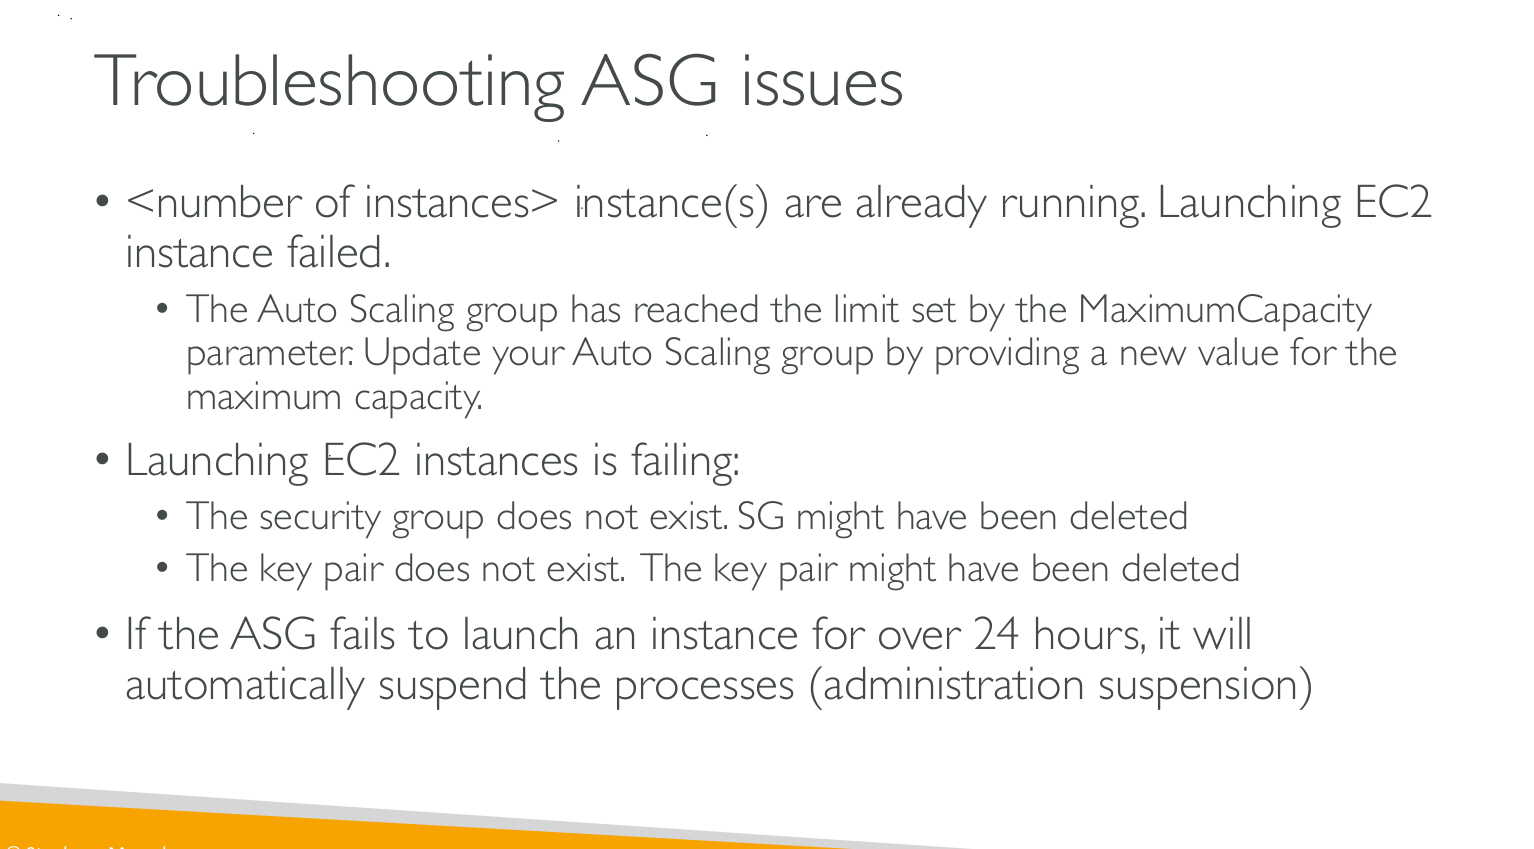 Troubleshooting ASG issues
• <number of instances> instance(s) are already running. Launching EC2
instance failed.
• The Auto Scaling group has reached the limit set by the MaximumCapacity
parameter. Update your Auto Scaling group by providing a new value for the
maximum capacity.
• Launching EC2 instances is failing:
• The security group does not exist. SG might have been deleted
• The key pair does not exist. The key pair might have been deleted
• If the ASG fails to launch an instance for over 24 hours, it will
automatically suspend the processes (administration suspension)